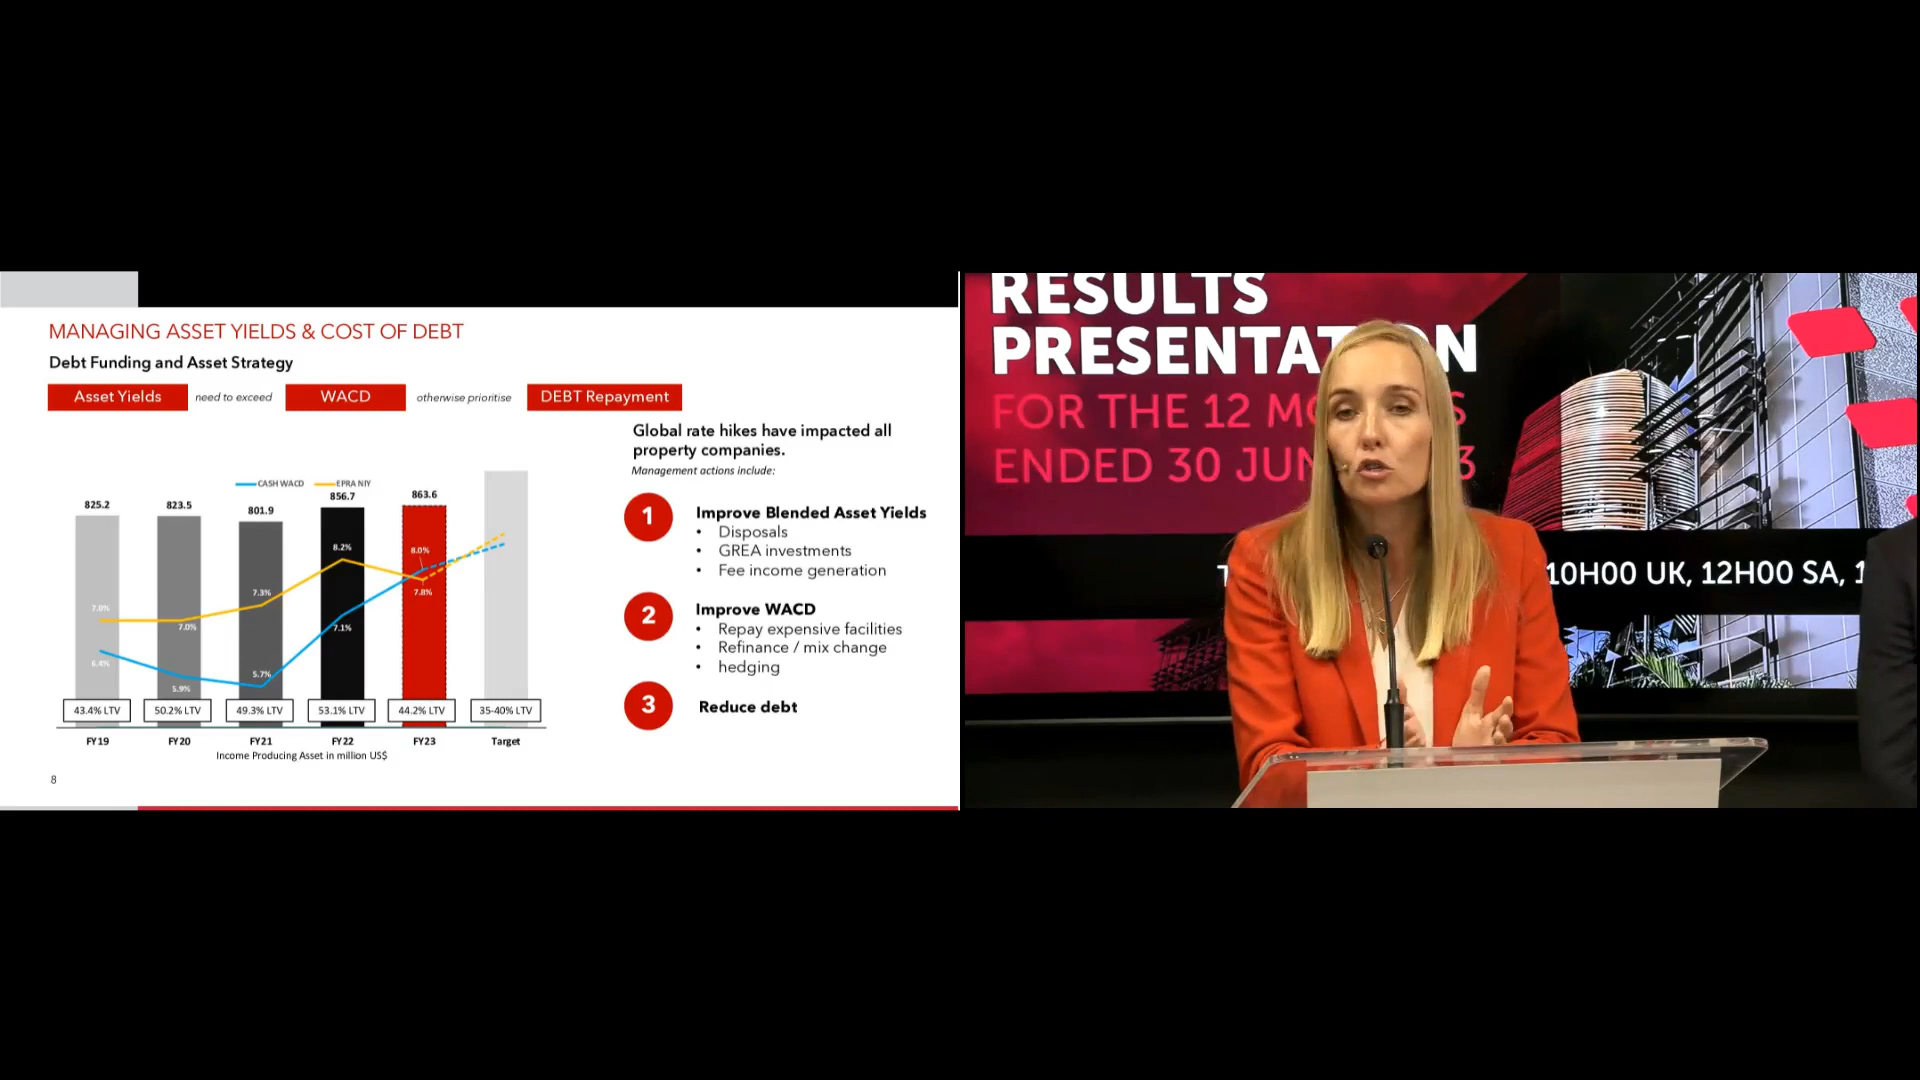 MANAGING ASSET YIELDS & COST OF DEBT
Debt Funding and Asset Strategy
Asset Yields need to exceed WACD otherwise prioritise DEBT Repayment
Global rate hikes have impacted all
property companies.
Management actions include:
CASH WACD EPRA NIY
825.2 823.5 801.9 856.7 863.6
7.0% 7.0% 7.3% 8.2% 8.0%
6.4% 5.9% 5.7% 7.1% 7.8%
43.4% LTV 50.2% LTV 49.3% LTV 53.1% LTV 44.2% LTV 35-40% LTV
FY19 FY20 FY21 FY22 FY23 Target
Income Producing Asset in million US$
1 Improve Blended Asset Yields
• Disposals
• GREA investments
• Fee income generation
2 Improve WACD
• Repay expensive facilities
• Refinance / mix change
• hedging
3 Reduce debt
8
RESULTS
PRESENTAT N
FOR THE 12 M S
ENDED 30 JUN 3
10H00 UK, 12H00 SA, 1